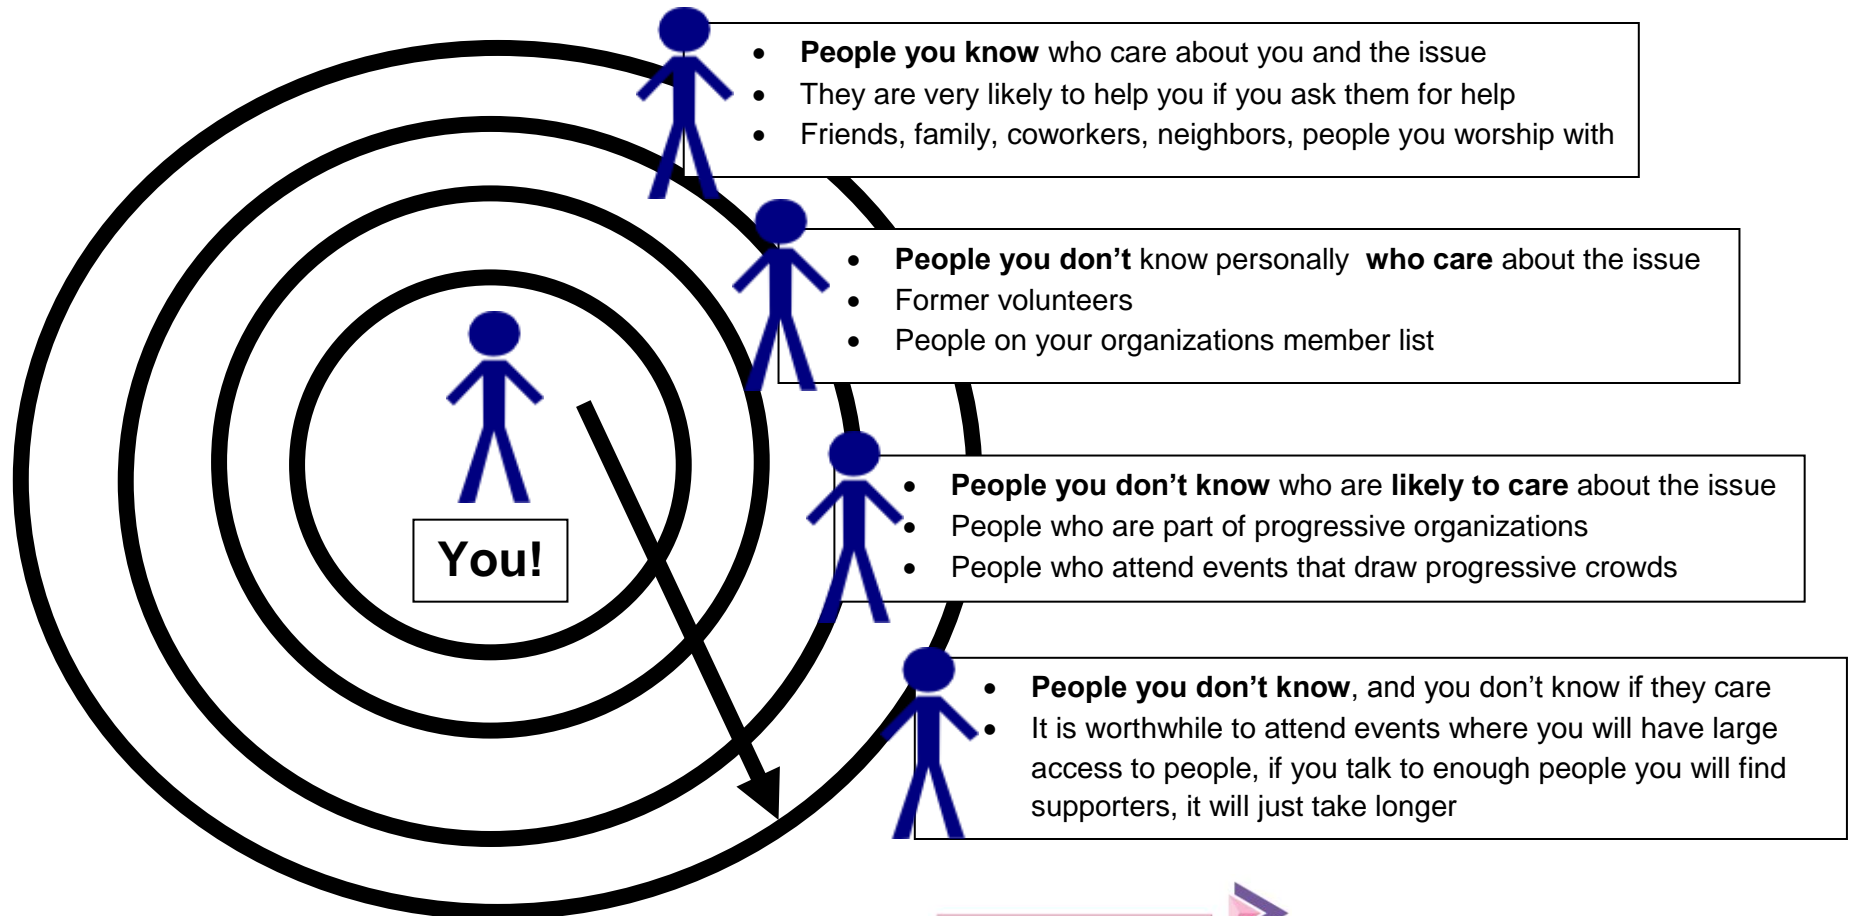 • People you know who care about you and the issue
• They are very likely to help you if you ask them for help
• Friends, family, coworkers, neighbors, people you worship with
• People you don’t know personally  who care about the issue
• Former volunteers
• People on your organizations member list
You!
• People you don’t know who are likely to care about the issue
• People who are part of progressive organizations
• People who attend events that draw progressive crowds
• People you don’t know, and you don’t know if they care
• It is worthwhile to attend events where you will have large
access to people, if you talk to enough people you will find
supporters, it will just take longer